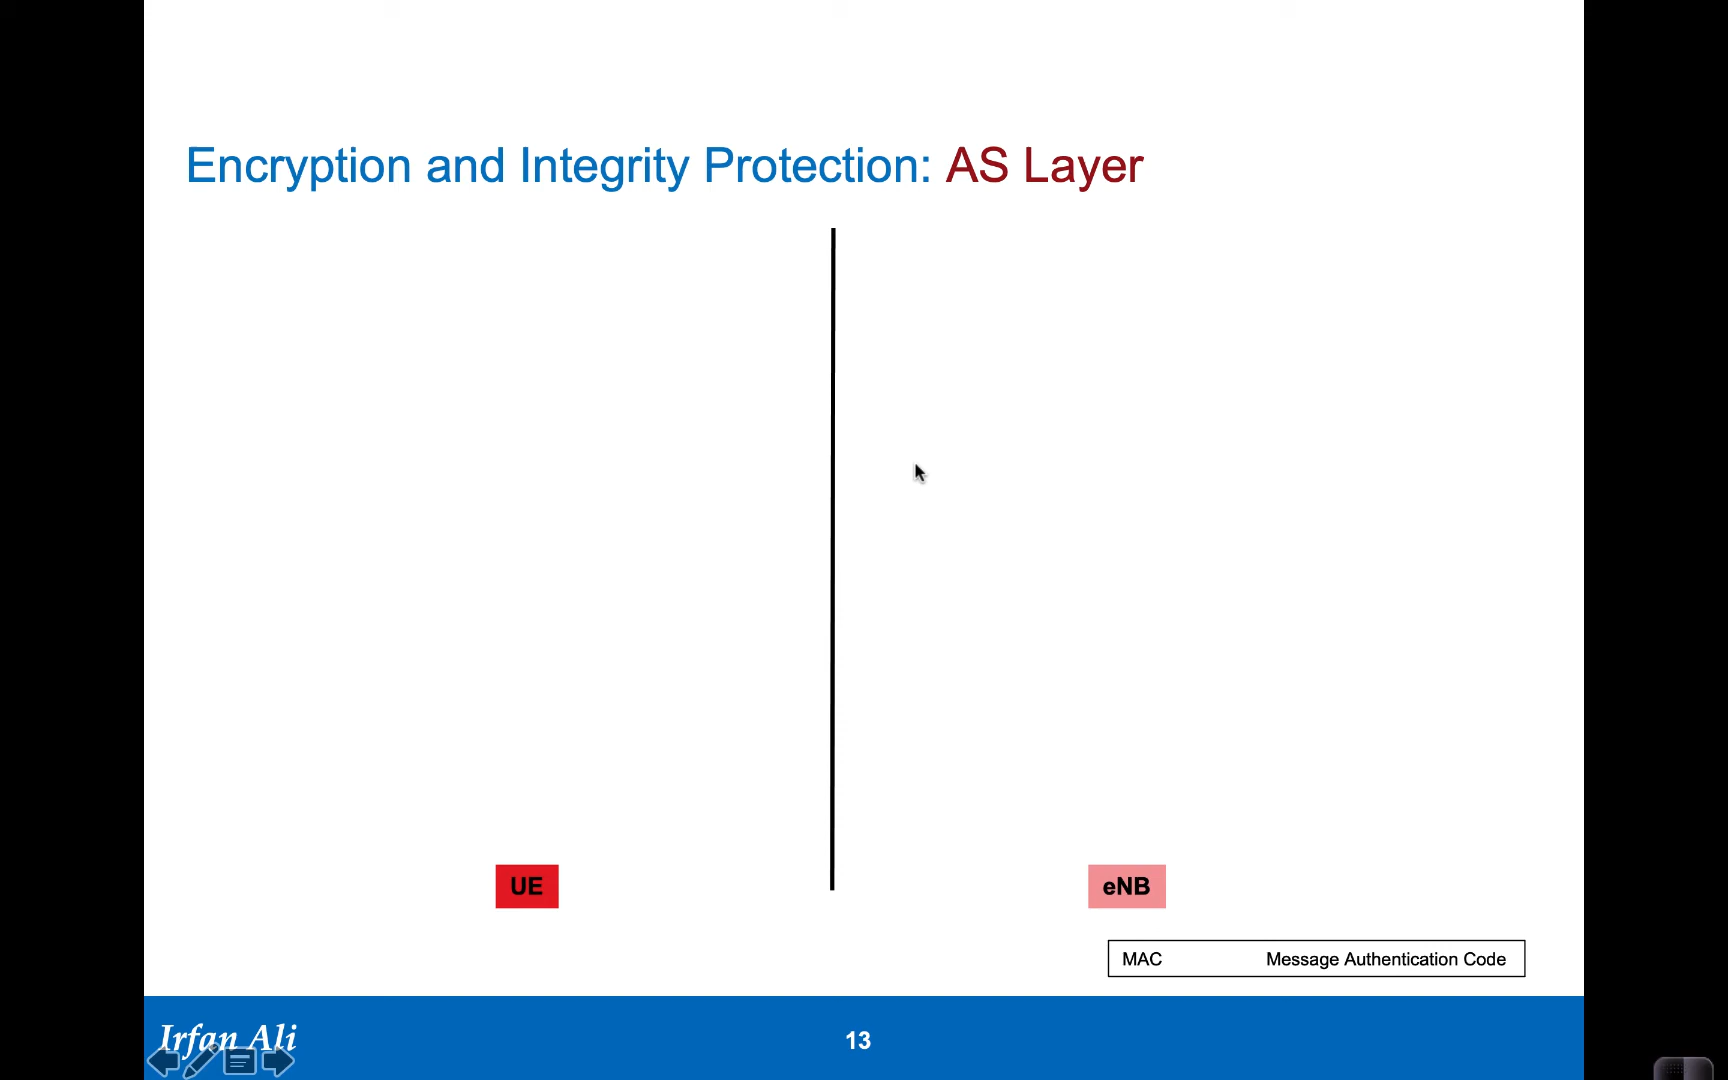 Encryption and Integrity Protection: AS Layer
UE
eNB
MAC Message Authentication Code
Irfan Ali
13